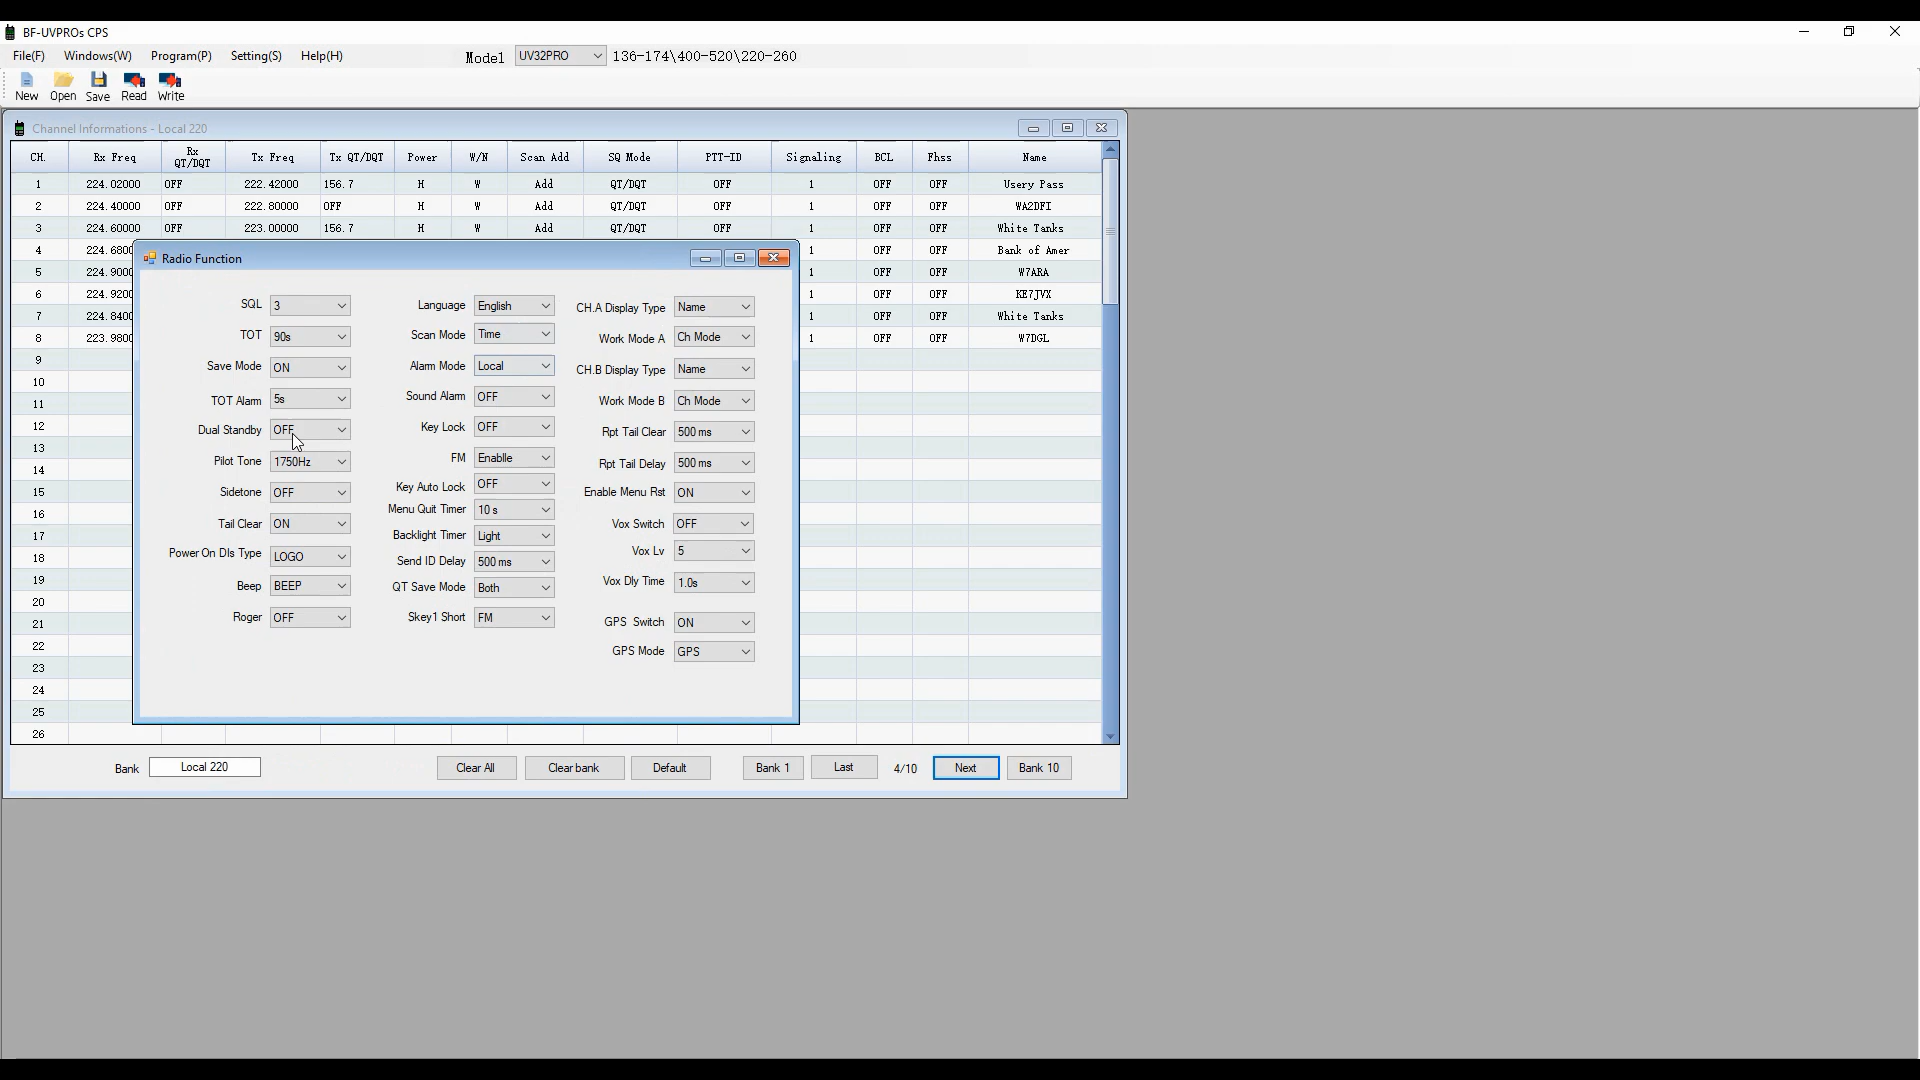 BF-UVPROs CPS
File(F) Windows(W) Program(P) Setting(S) Help(H) Model UV32PRO 136-174\400-520\220-260
New Open Save Read Write
Channel Informations - Local 220
CH. Rx Freq Rx QT/DQT Tx Freq Tx QT/DQT Power W/N Scan Add SQ Mode PTT-ID Signaling BCL Fhss Name
1 224.02000 OFF 222.42000 156.7 H W Add QT/DQT OFF 1 OFF OFF Usery Pass
2 224.40000 OFF 222.80000 OFF H W Add QT/DQT OFF 1 OFF OFF WA2DFI
3 224.60000 OFF 223.00000 156.7 H W Add QT/DQT OFF 1 OFF OFF White Tanks
4 224.6800 1 OFF OFF Bank of Amer
5 224.9000 1 OFF OFF W7ARA
6 224.9200 1 OFF OFF KE7JVX
7 224.8400 1 OFF OFF White Tanks
8 223.9800 1 OFF OFF W7DGL
9
10
11
12
13
14
15
16
17
18
19
20
21
22
23
24
25
26
Radio Function
SQL 3 Language English CH.A Display Type Name
TOT 90s Scan Mode Time Work Mode A Ch Mode
Save Mode ON Alarm Mode Local CH.B Display Type Name
TOT Alarm 5s Sound Alarm OFF Work Mode B Ch Mode
Dual Standby OFF Key Lock OFF Rpt Tail Clear 500 ms
Pilot Tone 1750Hz FM Enablle Rpt Tail Delay 500 ms
Sidetone OFF Key Auto Lock OFF Enable Menu Rst ON
Menu Quit Timer 10 s
Tail Clear ON Backlight Timer Light Vox Switch OFF
Power On DIs Type LOGO Send ID Delay 500 ms Vox Lv 5
Beep BEEP QT Save Mode Both Vox Dly Time 1.0s
Roger OFF Skey1 Short FM GPS Switch ON
GPS Mode GPS
Bank Local 220 Clear All Clear bank Default Bank 1 Last 4/10 Next Bank 10